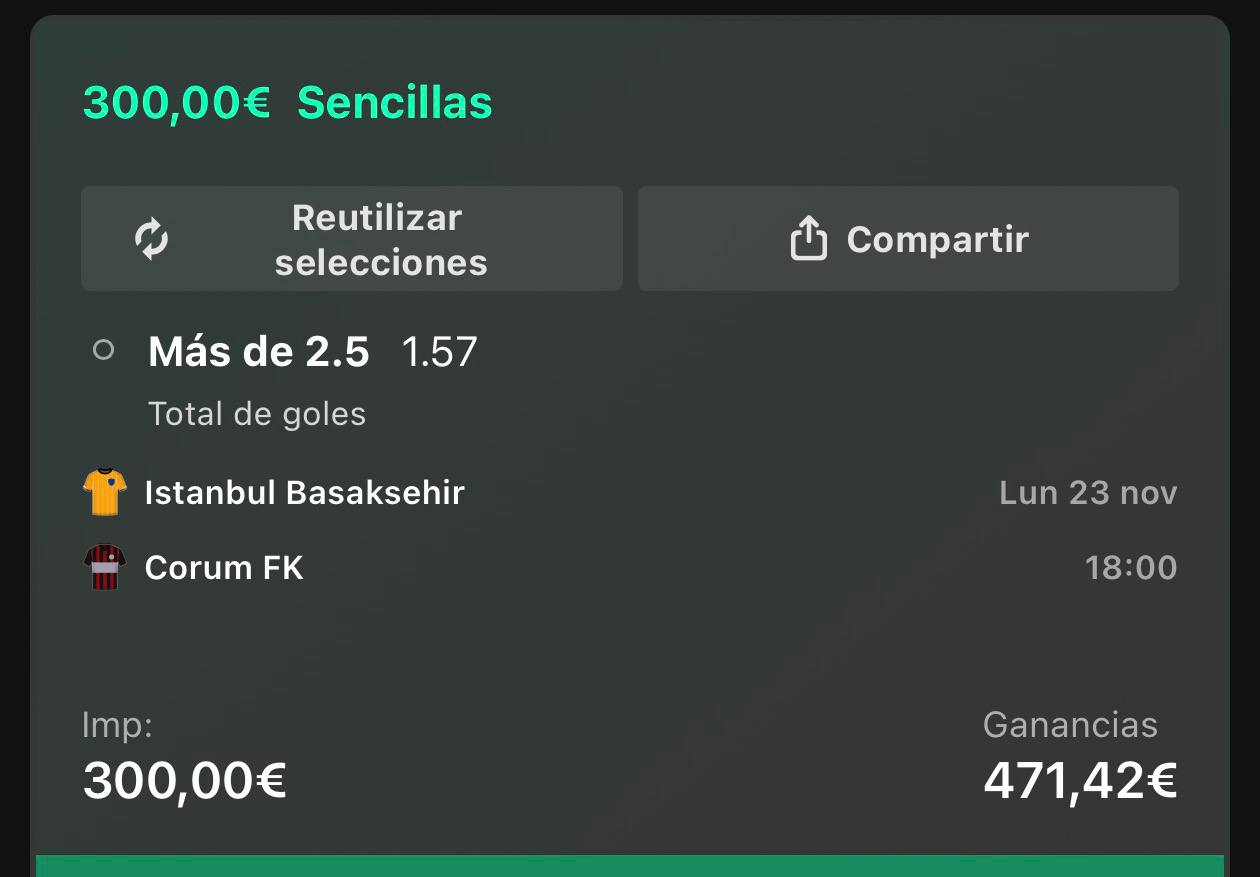 300,00€ Sencillas
Reutilizar
selecciones
Compartir
Más de 2.5 1.57
Total de goles
Istanbul Basaksehir Lun 23 nov
Corum FK 18:00
Imp: Ganancias
300,00€ 471,42€